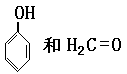 OH
和 H₂C=O